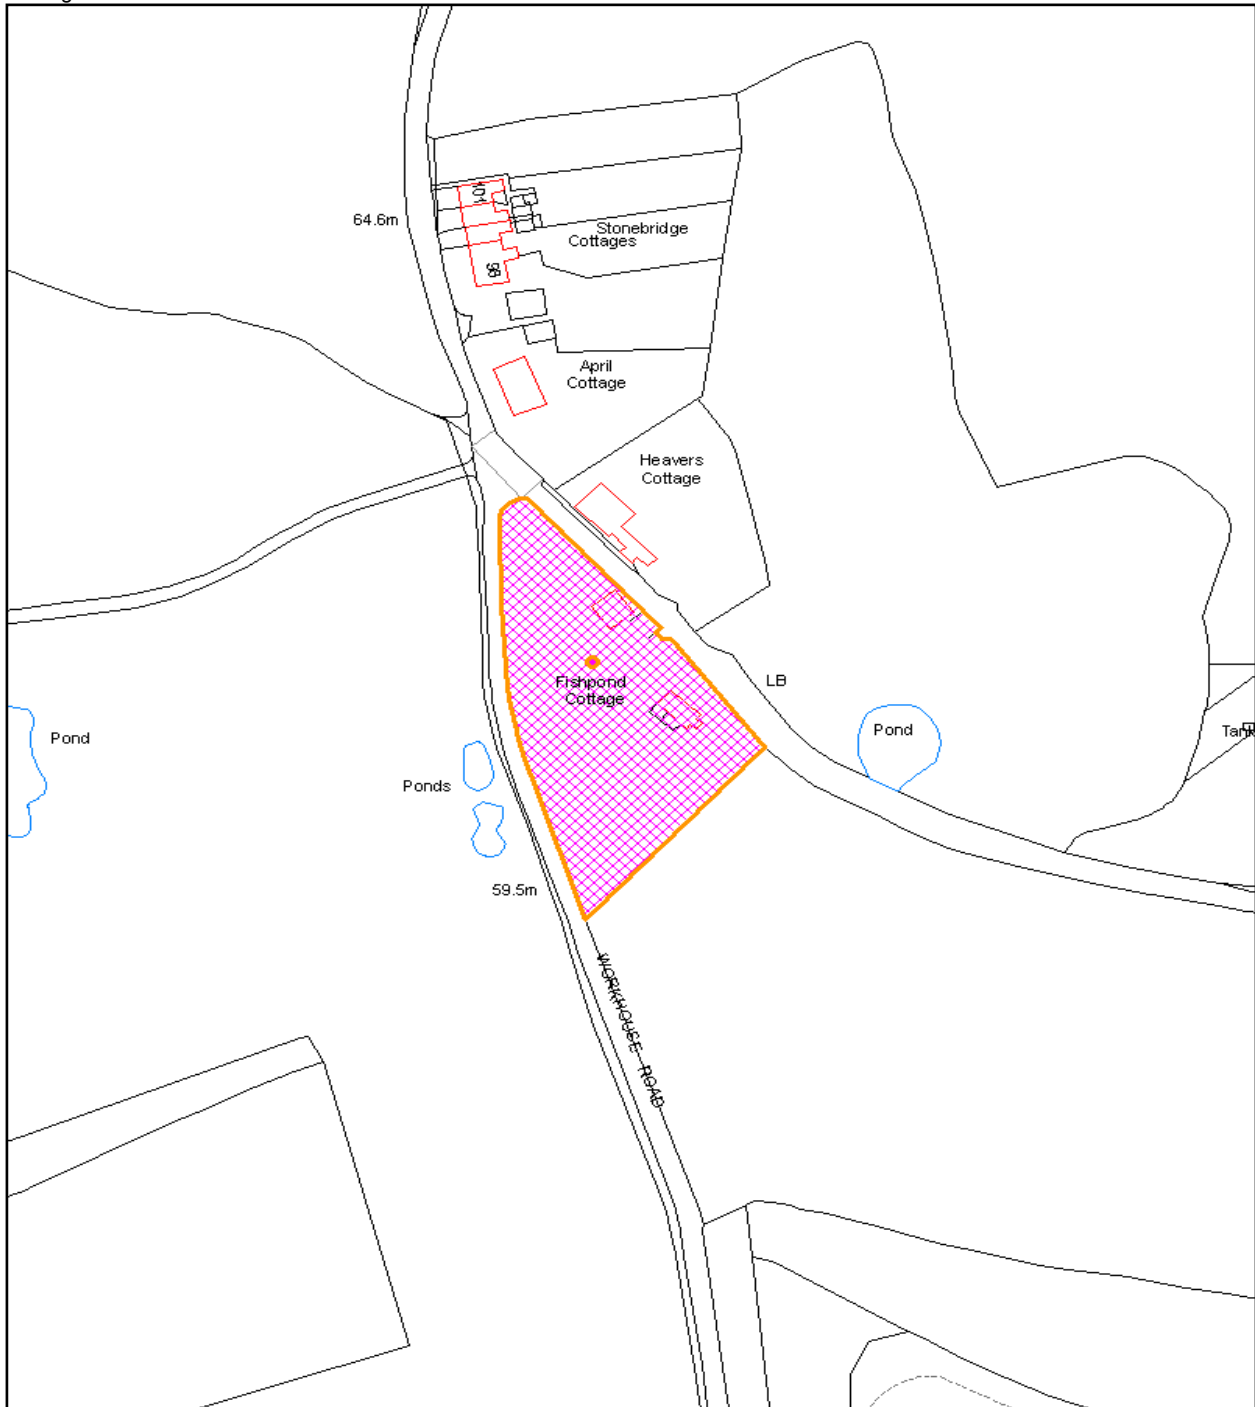 101
64.6m
Stonebridge
Cottages
98
April
Cottage
Heavers
Cottage
Fishpond
Cottage
LB
Pond
Pond
Tank
Ponds
59.5m
WORKHOUSE ROAD